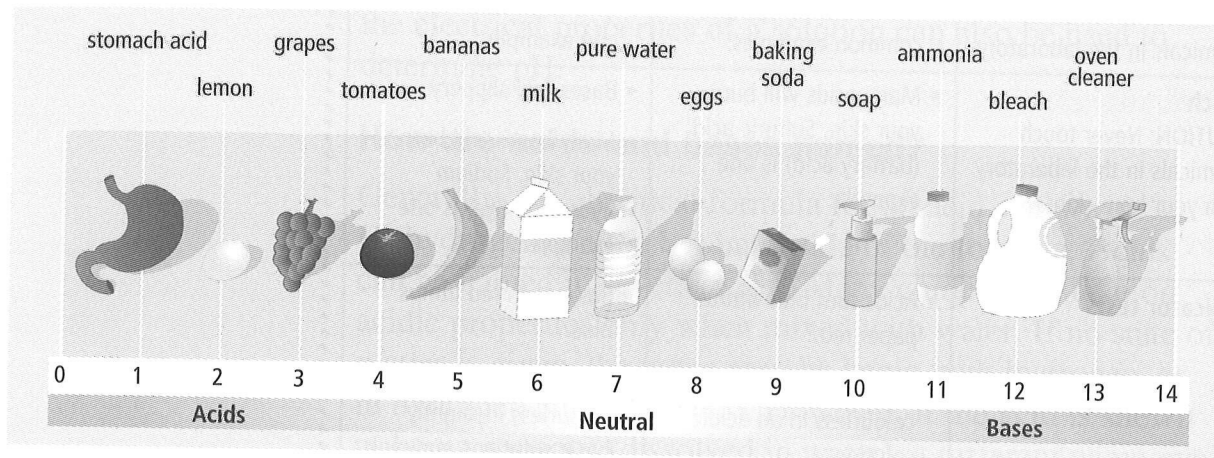 stomach acid
grapes
bananas
pure water
baking
soda
ammonia
oven
cleaner
lemon
tomatoes
milk
eggs
soap
bleach
0 1 2 3 4 5 6 7 8 9 10 11 12 13 14
Acids
Neutral
Bases